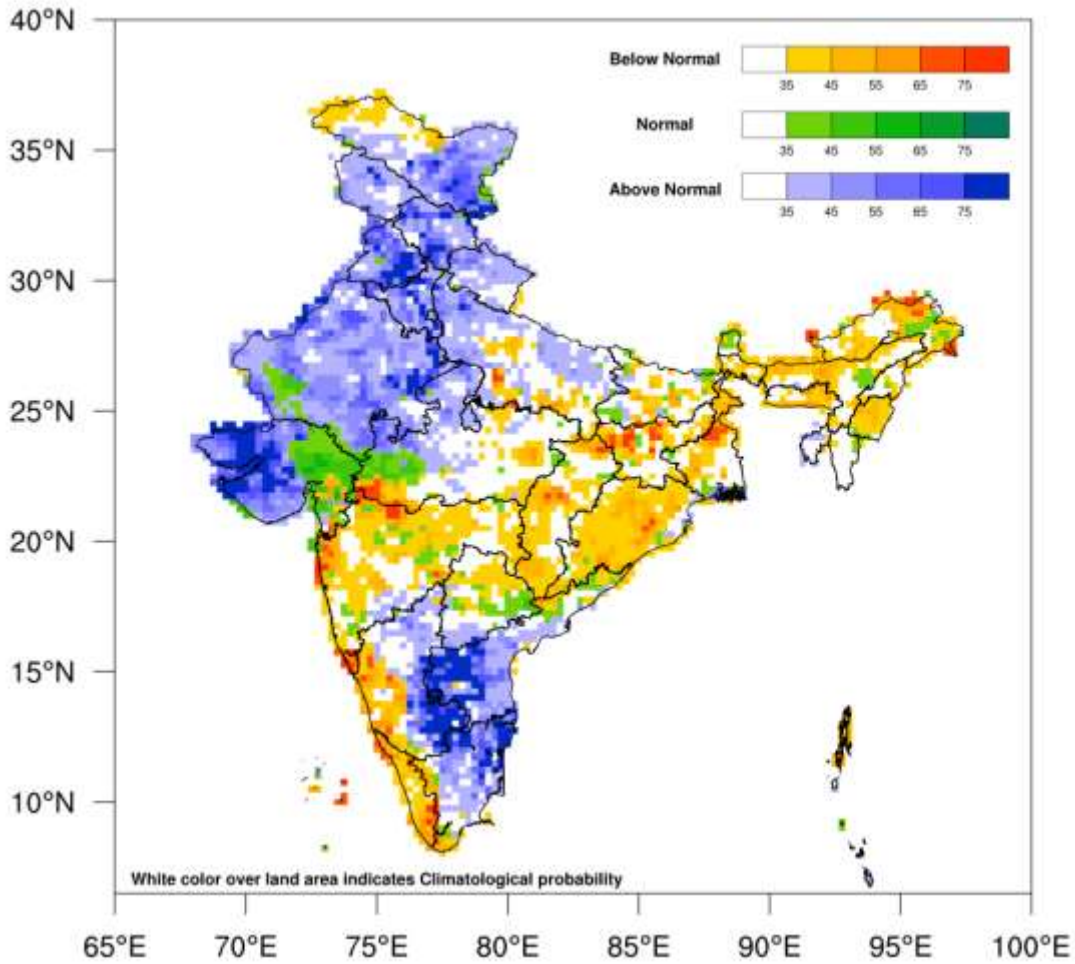 40°N
35°N
30°N
25°N
20°N
15°N
10°N
Below Normal
35 45 55 65 75
Normal
35 45 55 65 75
Above Normal
35 45 55 65 75
White color over land area indicates Climatological probability
65°E 70°E 75°E 80°E 85°E 90°E 95°E 100°E